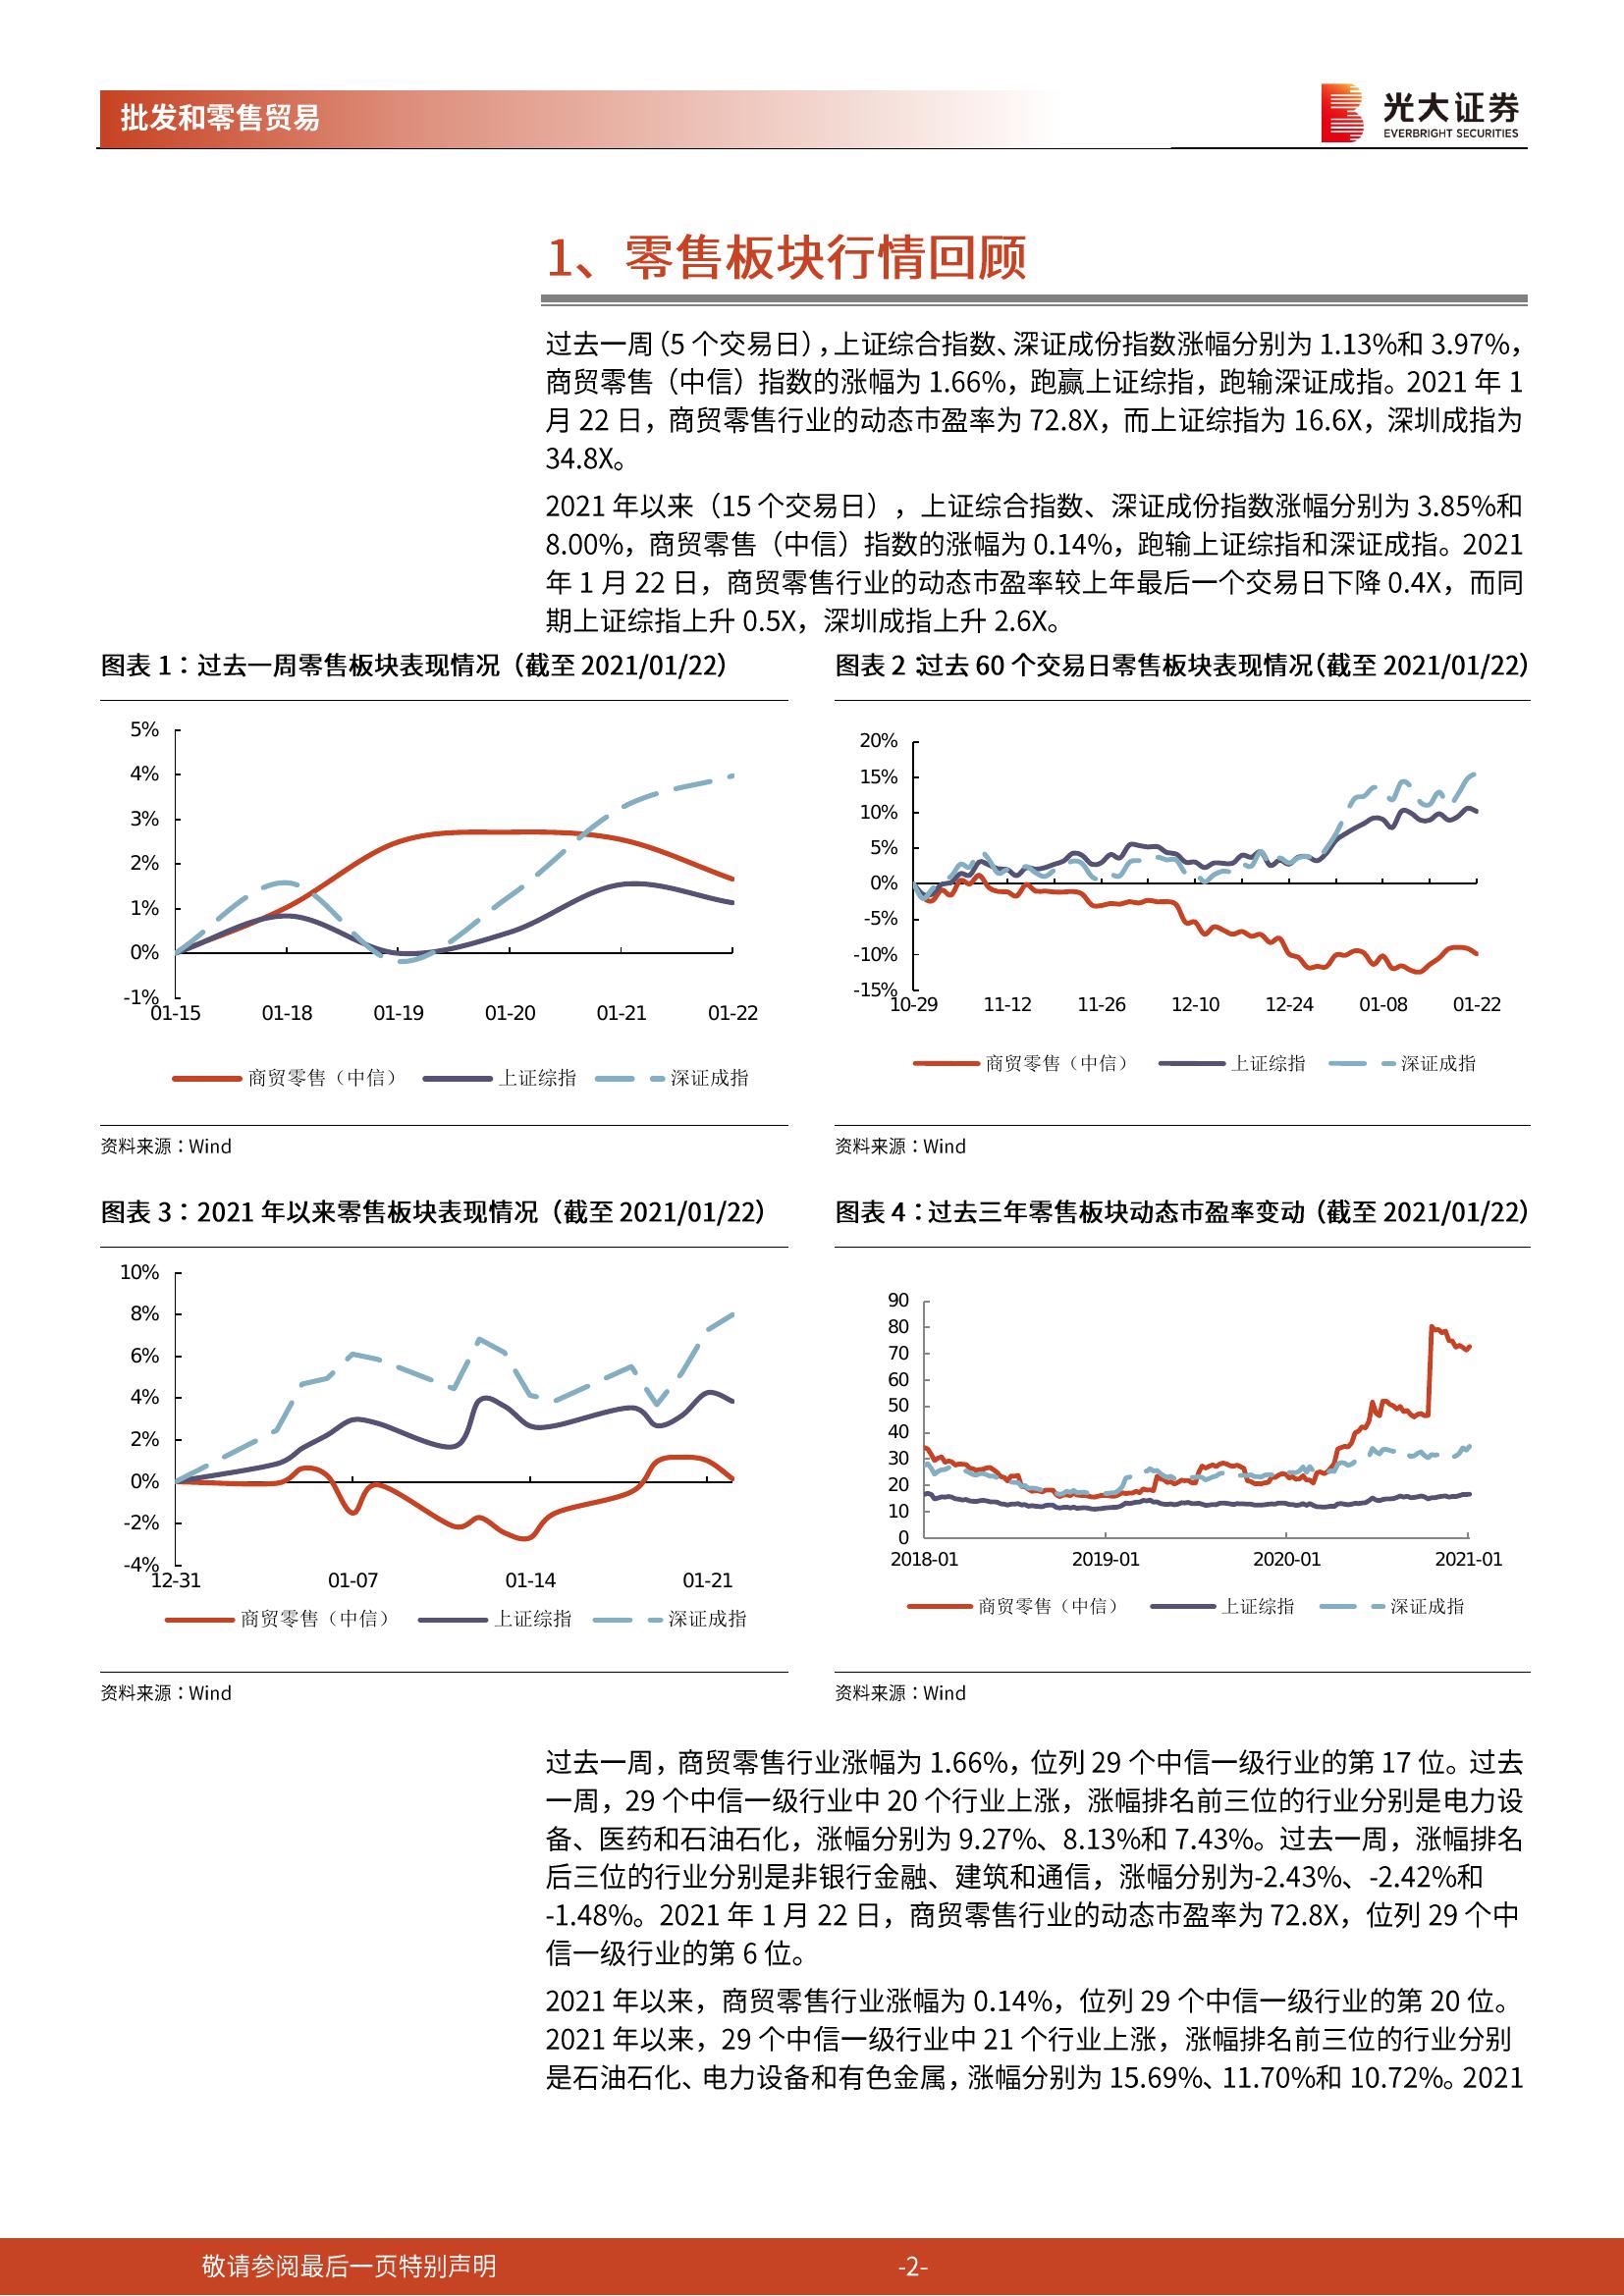 批发和零售贸易
光大证券
EVERBRIGHT SECURITIES
1、零售板块行情回顾
过去一周（5 个交易日），上证综合指数、深证成份指数涨幅分别为 1.13%和 3.97%，
商贸零售（中信）指数的涨幅为 1.66%，跑赢上证综指，跑输深证成指。2021 年 1
月 22 日，商贸零售行业的动态市盈率为 72.8X，而上证综指为 16.6X，深圳成指为
34.8X。
2021 年以来（15 个交易日），上证综合指数、深证成份指数涨幅分别为 3.85%和
8.00%，商贸零售（中信）指数的涨幅为 0.14%，跑输上证综指和深证成指。2021
年 1 月 22 日，商贸零售行业的动态市盈率较上年最后一个交易日下降 0.4X，而同
期上证综指上升 0.5X，深圳成指上升 2.6X。
图表 1：过去一周零售板块表现情况（截至 2021/01/22）
5%
4%
3%
2%
1%
0%
-1%
01-15 01-18 01-19 01-20 01-21 01-22
商贸零售（中信） 上证综指 深证成指
资料来源：Wind
图表 2：过去 60 个交易日零售板块表现情况（截至 2021/01/22）
20%
15%
10%
5%
0%
-5%
-10%
-15%
10-29 11-12 11-26 12-10 12-24 01-08 01-22
商贸零售（中信） 上证综指 深证成指
资料来源：Wind
图表 3：2021 年以来零售板块表现情况（截至 2021/01/22）
10%
8%
6%
4%
2%
0%
-2%
-4%
12-31 01-07 01-14 01-21
商贸零售（中信） 上证综指 深证成指
资料来源：Wind
图表 4：过去三年零售板块动态市盈率变动（截至 2021/01/22）
90
80
70
60
50
40
30
20
10
0
2018-01 2019-01 2020-01 2021-01
商贸零售（中信） 上证综指 深证成指
资料来源：Wind
过去一周，商贸零售行业涨幅为 1.66%，位列 29 个中信一级行业的第 17 位。过去
一周，29 个中信一级行业中 20 个行业上涨，涨幅排名前三位的行业分别是电力设
备、医药和石油石化，涨幅分别为 9.27%、8.13%和 7.43%。过去一周，涨幅排名
后三位的行业分别是非银行金融、建筑和通信，涨幅分别为-2.43%、-2.42%和
-1.48%。2021 年 1 月 22 日，商贸零售行业的动态市盈率为 72.8X，位列 29 个中
信一级行业的第 6 位。
2021 年以来，商贸零售行业涨幅为 0.14%，位列 29 个中信一级行业的第 20 位。
2021 年以来，29 个中信一级行业中 21 个行业上涨，涨幅排名前三位的行业分别
是石油石化、电力设备和有色金属，涨幅分别为 15.69%、11.70%和 10.72%。2021
敬请参阅最后一页特别声明
-2-